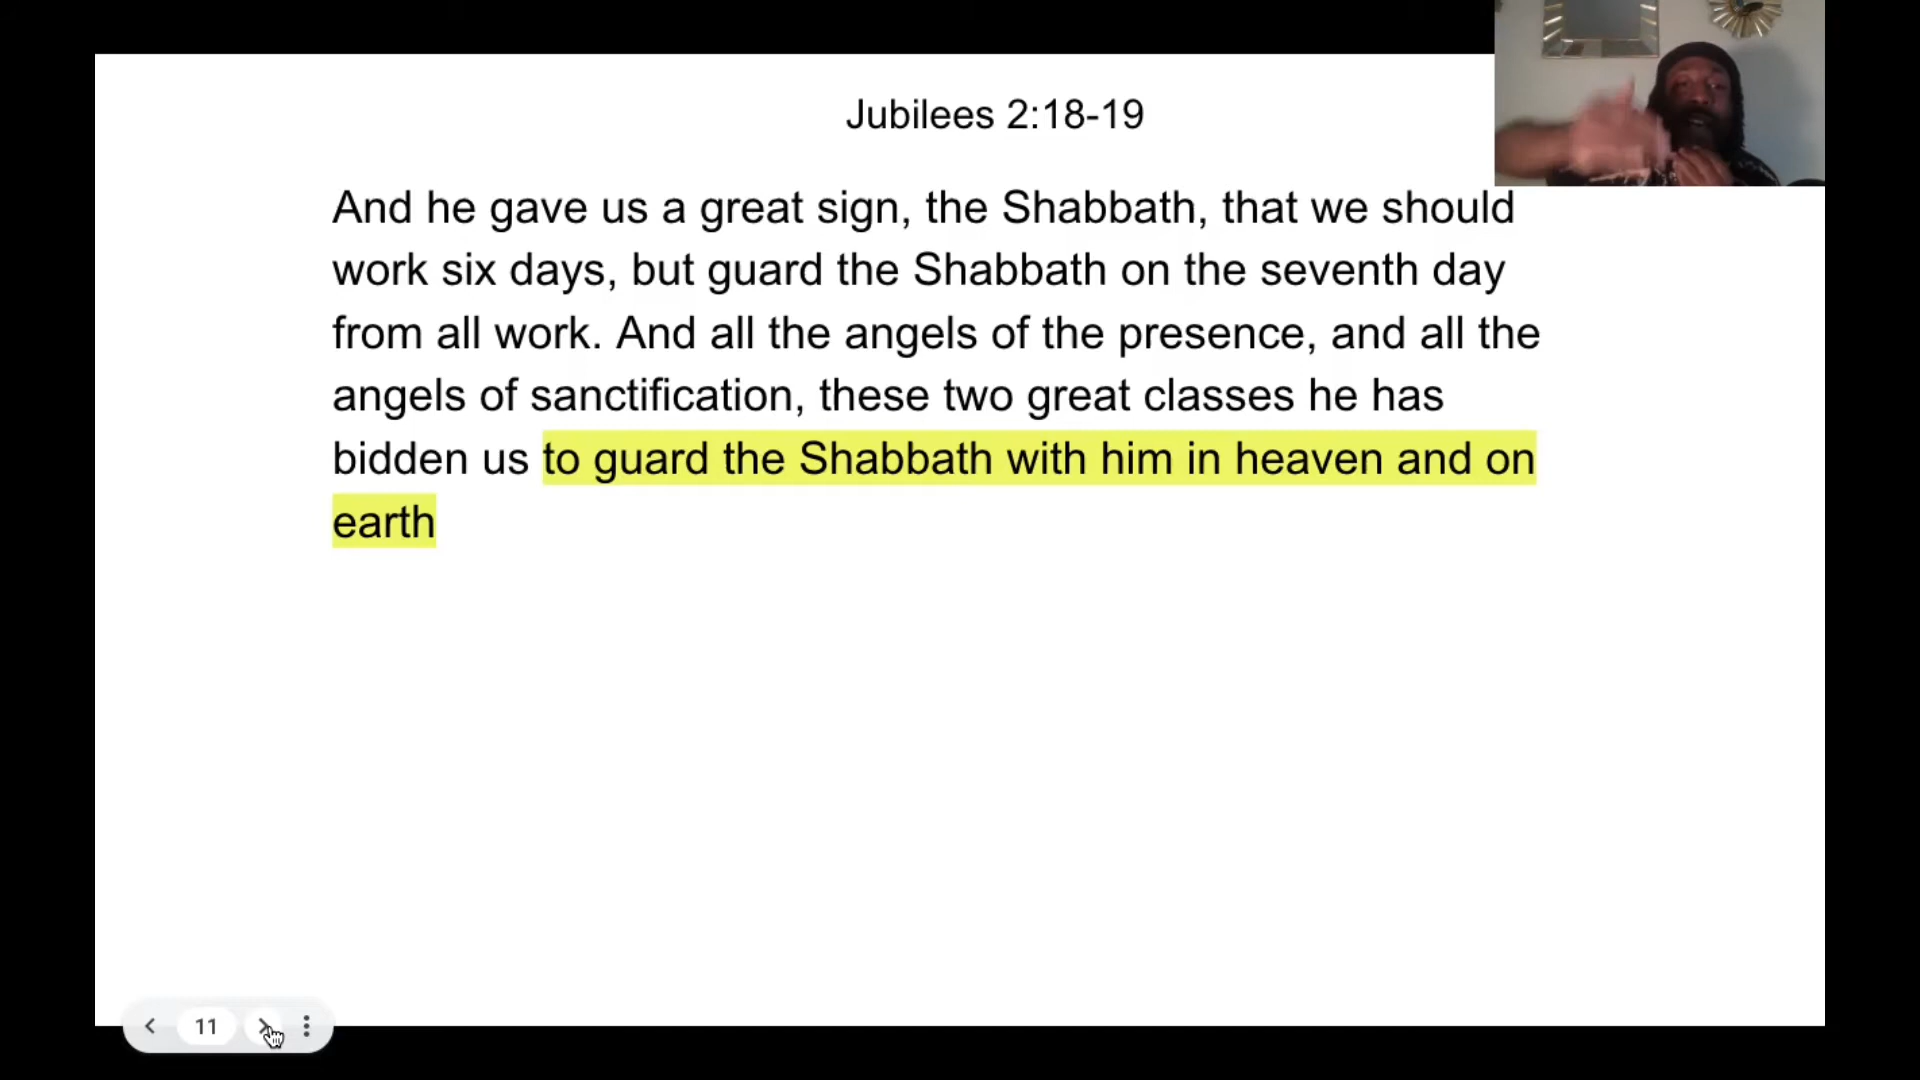 Jubilees 2:18-19
And he gave us a great sign, the Shabbath, that we should
work six days, but guard the Shabbath on the seventh day
from all work. And all the angels of the presence, and all the
angels of sanctification, these two great classes he has
bidden us to guard the Shabbath with him in heaven and on
earth
11